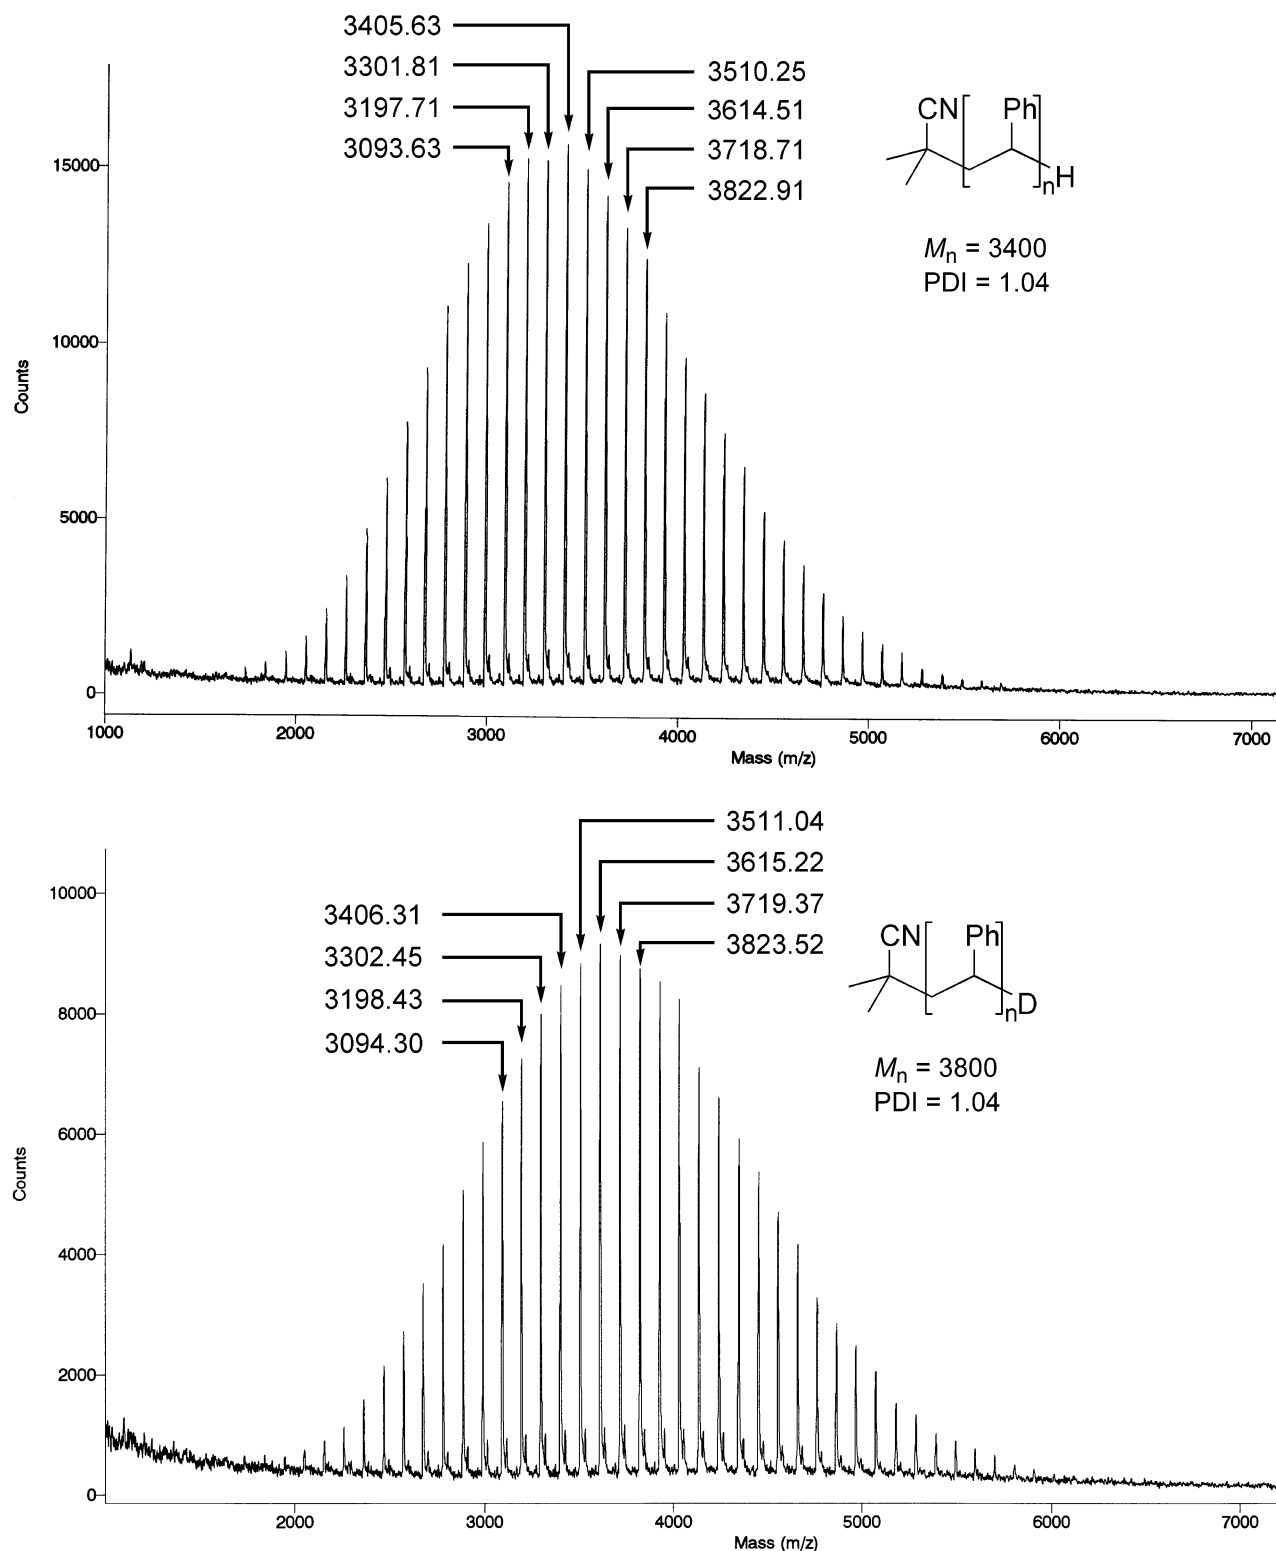 3405.63
3301.81
3197.71
3093.63
3510.25
3614.51
3718.71
3822.91
CN
Ph
n
H
Mn = 3400
PDI = 1.04
15000
10000
5000
0
Counts
1000 2000 3000 4000 5000 6000 7000
Mass (m/z)
3511.04
3615.22
3719.37
3823.52
3406.31
3302.45
3198.43
3094.30
CN
Ph
n
D
Mn = 3800
PDI = 1.04
10000
8000
6000
4000
2000
0
Counts
2000 3000 4000 5000 6000 7000
Mass (m/z)